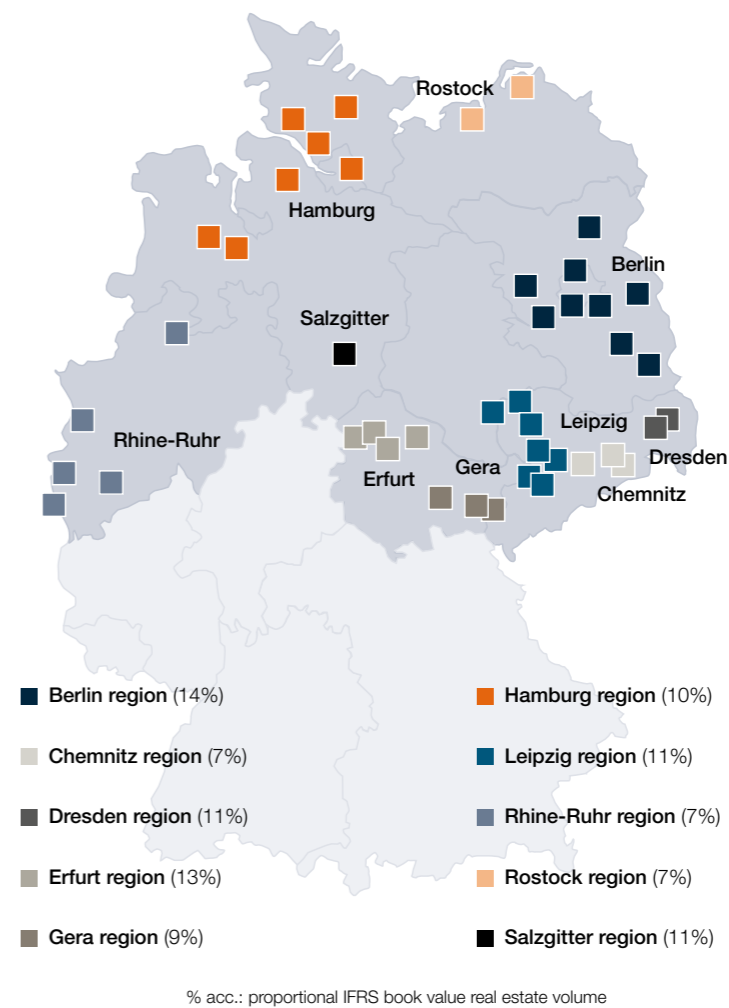 Rostock
Hamburg
Berlin
Salzgitter
Rhine-Ruhr
Leipzig
Dresden
Erfurt
Gera
Chemnitz
Berlin region (14%)
Hamburg region (10%)
Chemnitz region (7%)
Leipzig region (11%)
Dresden region (11%)
Rhine-Ruhr region (7%)
Erfurt region (13%)
Rostock region (7%)
Gera region (9%)
Salzgitter region (11%)
% acc.: proportional IFRS book value real estate volume